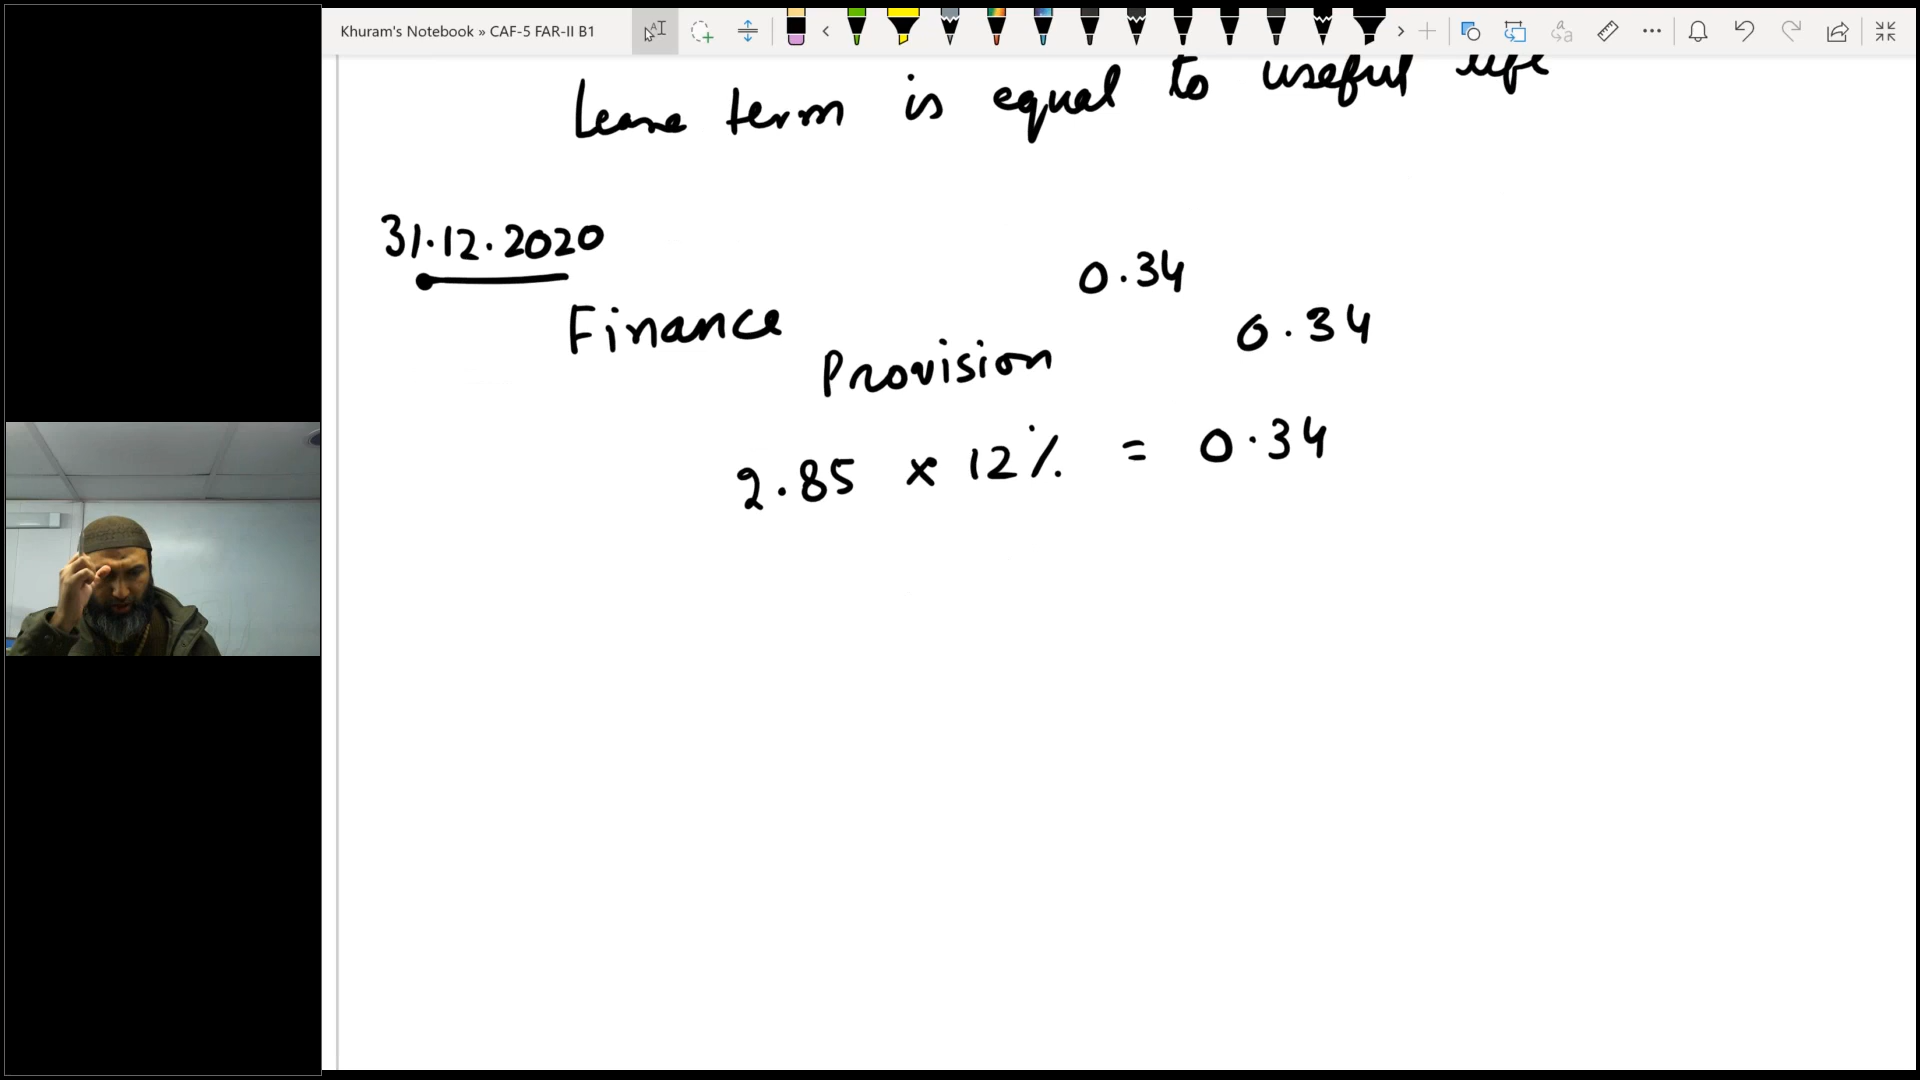 Khuram's Notebook » CAF-5 FAR-II B1
Lease term is equal to useful life
31.12.2020
Finance 0.34
Provision 0.34
2.85 x 12% = 0.34